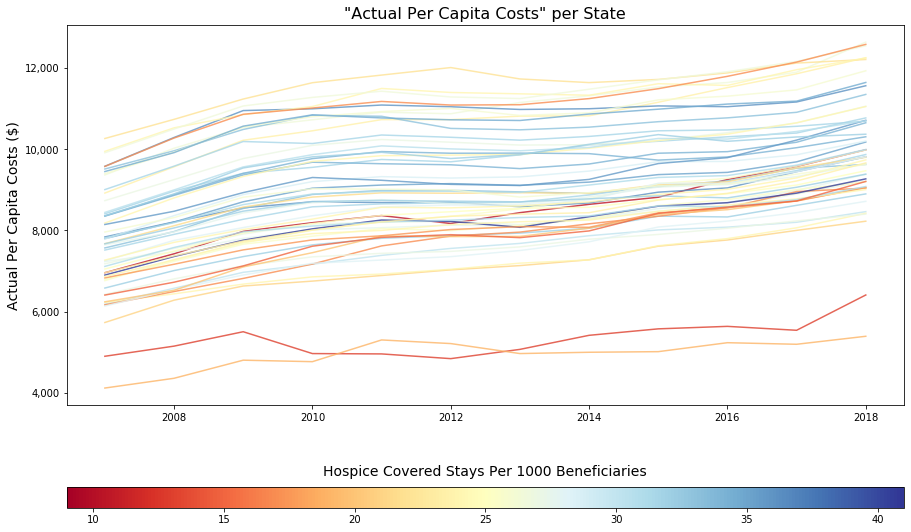 "Actual Per Capita Costs" per State
Actual Per Capita Costs ($)
12,000
10,000
8,000
6,000
4,000
2008 2010 2012 2014 2016 2018
Hospice Covered Stays Per 1000 Beneficiaries
10 15 20 25 30 35 40